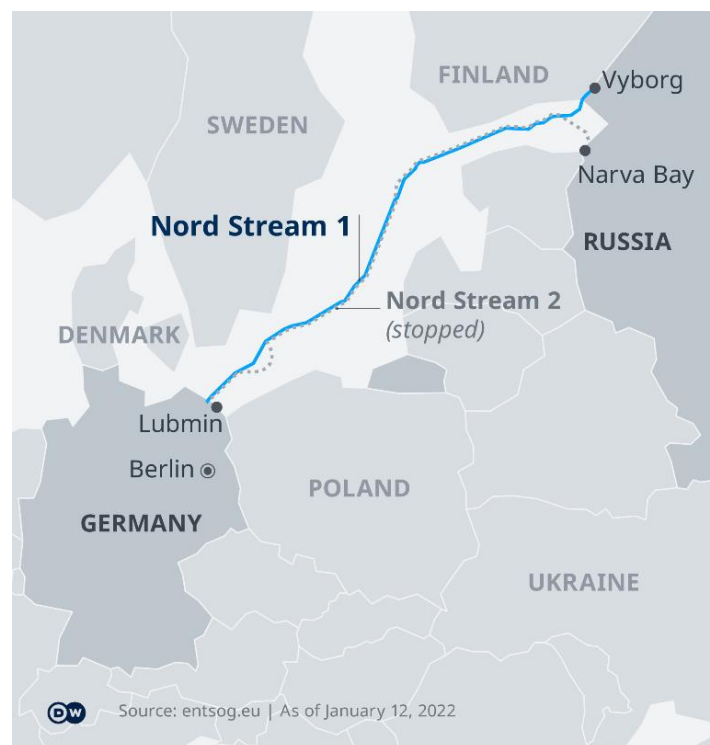 FINLAND
Vyborg
SWEDEN
Narva Bay
Nord Stream 1
RUSSIA
Nord Stream 2
(stopped)
DENMARK
Lubmin
Berlin
POLAND
GERMANY
UKRAINE
DW Source: entsog.eu | As of January 12, 2022